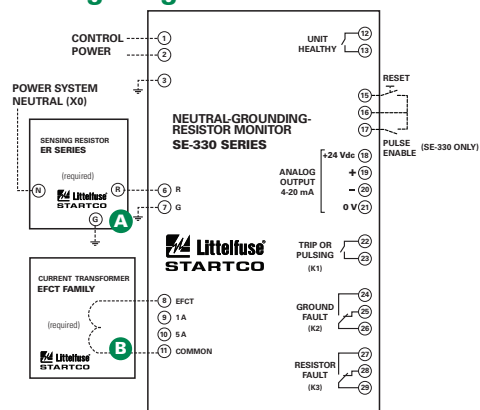 CONTROL
POWER
1
2
3
POWER SYSTEM
NEUTRAL (X0)
SENSING RESISTOR
ER SERIES
(required)
N
R
Littelfuse
STARTCO
G
A
6 R
7 G
CURRENT TRANSFORMER
EFCT FAMILY
(required)
B
Littelfuse
STARTCO
8 EFCT
9 1 A
10 5 A
11 COMMON
NEUTRAL-GROUNDING-
RESISTOR MONITOR
SE-330 SERIES
Littelfuse
STARTCO
UNIT
HEALTHY
12
13
RESET
15
16
17
PULSE
ENABLE (SE-330 ONLY)
ANALOG
OUTPUT
4-20 mA
+24 Vdc 18
+ 19
– 20
0 V 21
TRIP OR
PULSING
(K1)
22
23
GROUND
FAULT
(K2)
24
25
26
RESISTOR
FAULT
(K3)
27
28
29